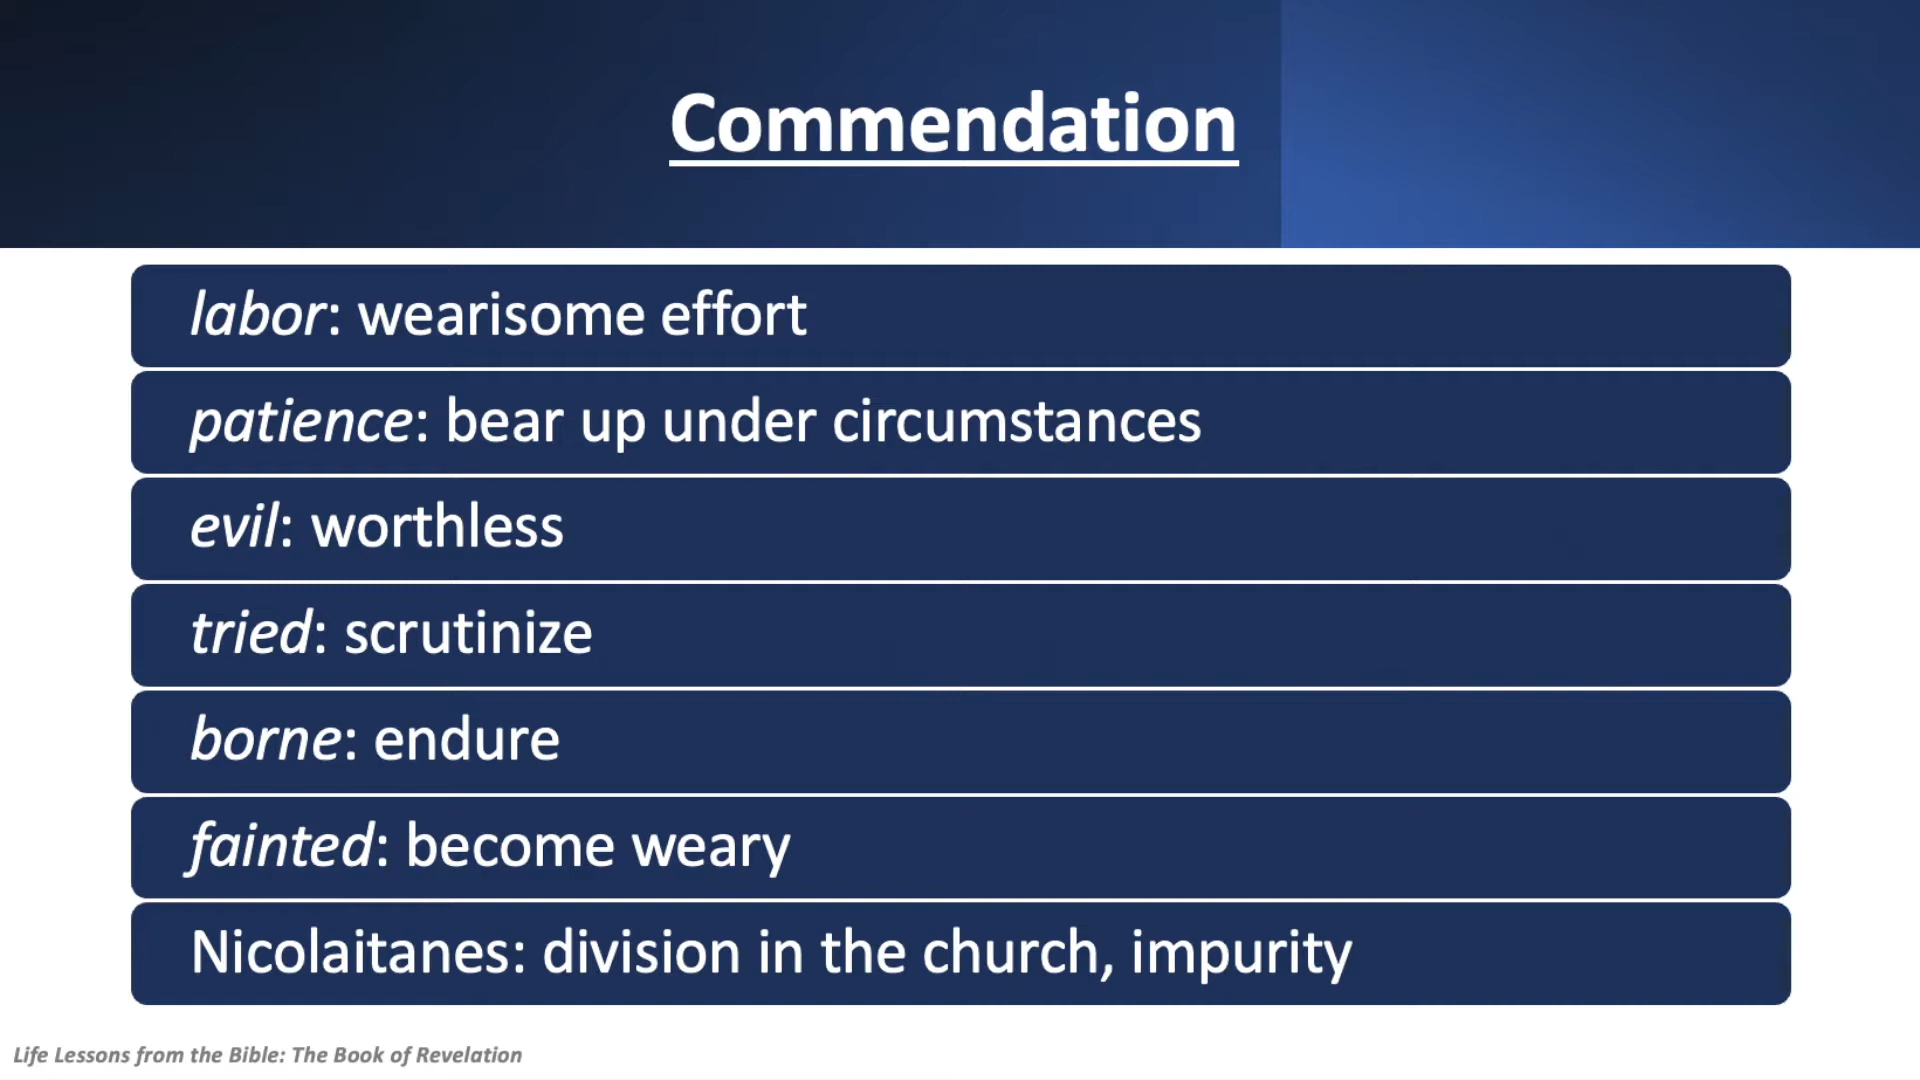 Commendation
labor: wearisome effort
patience: bear up under circumstances
evil: worthless
tried: scrutinize
borne: endure
fainted: become weary
Nicolaitanes: division in the church, impurity
Life Lessons from the Bible: The Book of Revelation